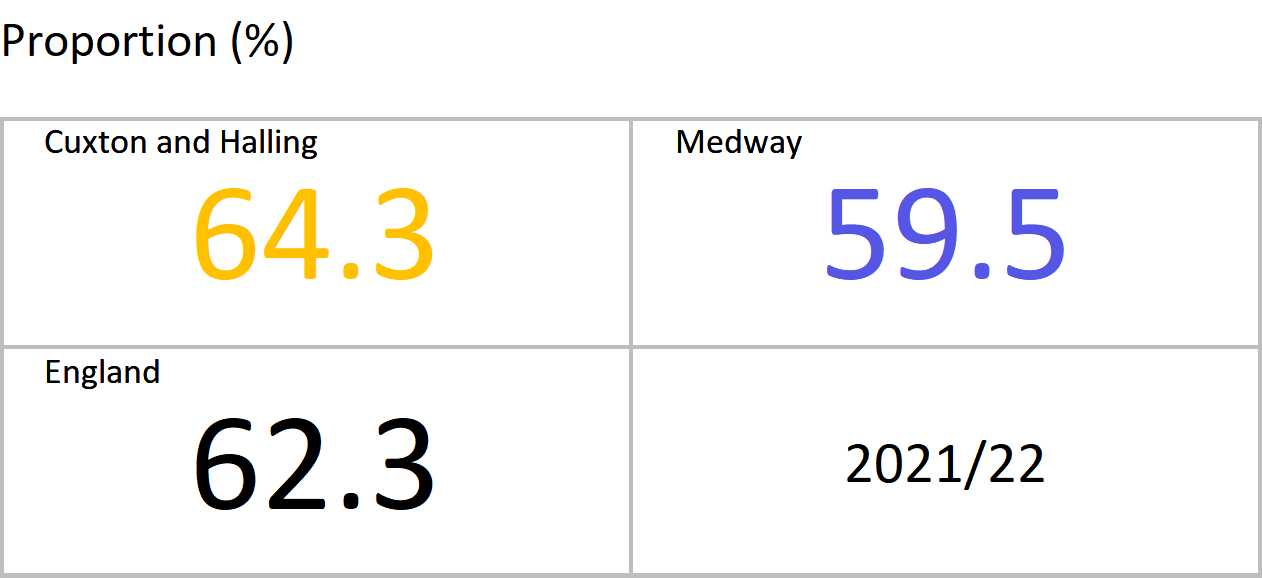 Proportion (%)
Cuxton and Halling
64.3
Medway
59.5
England
62.3
2021/22